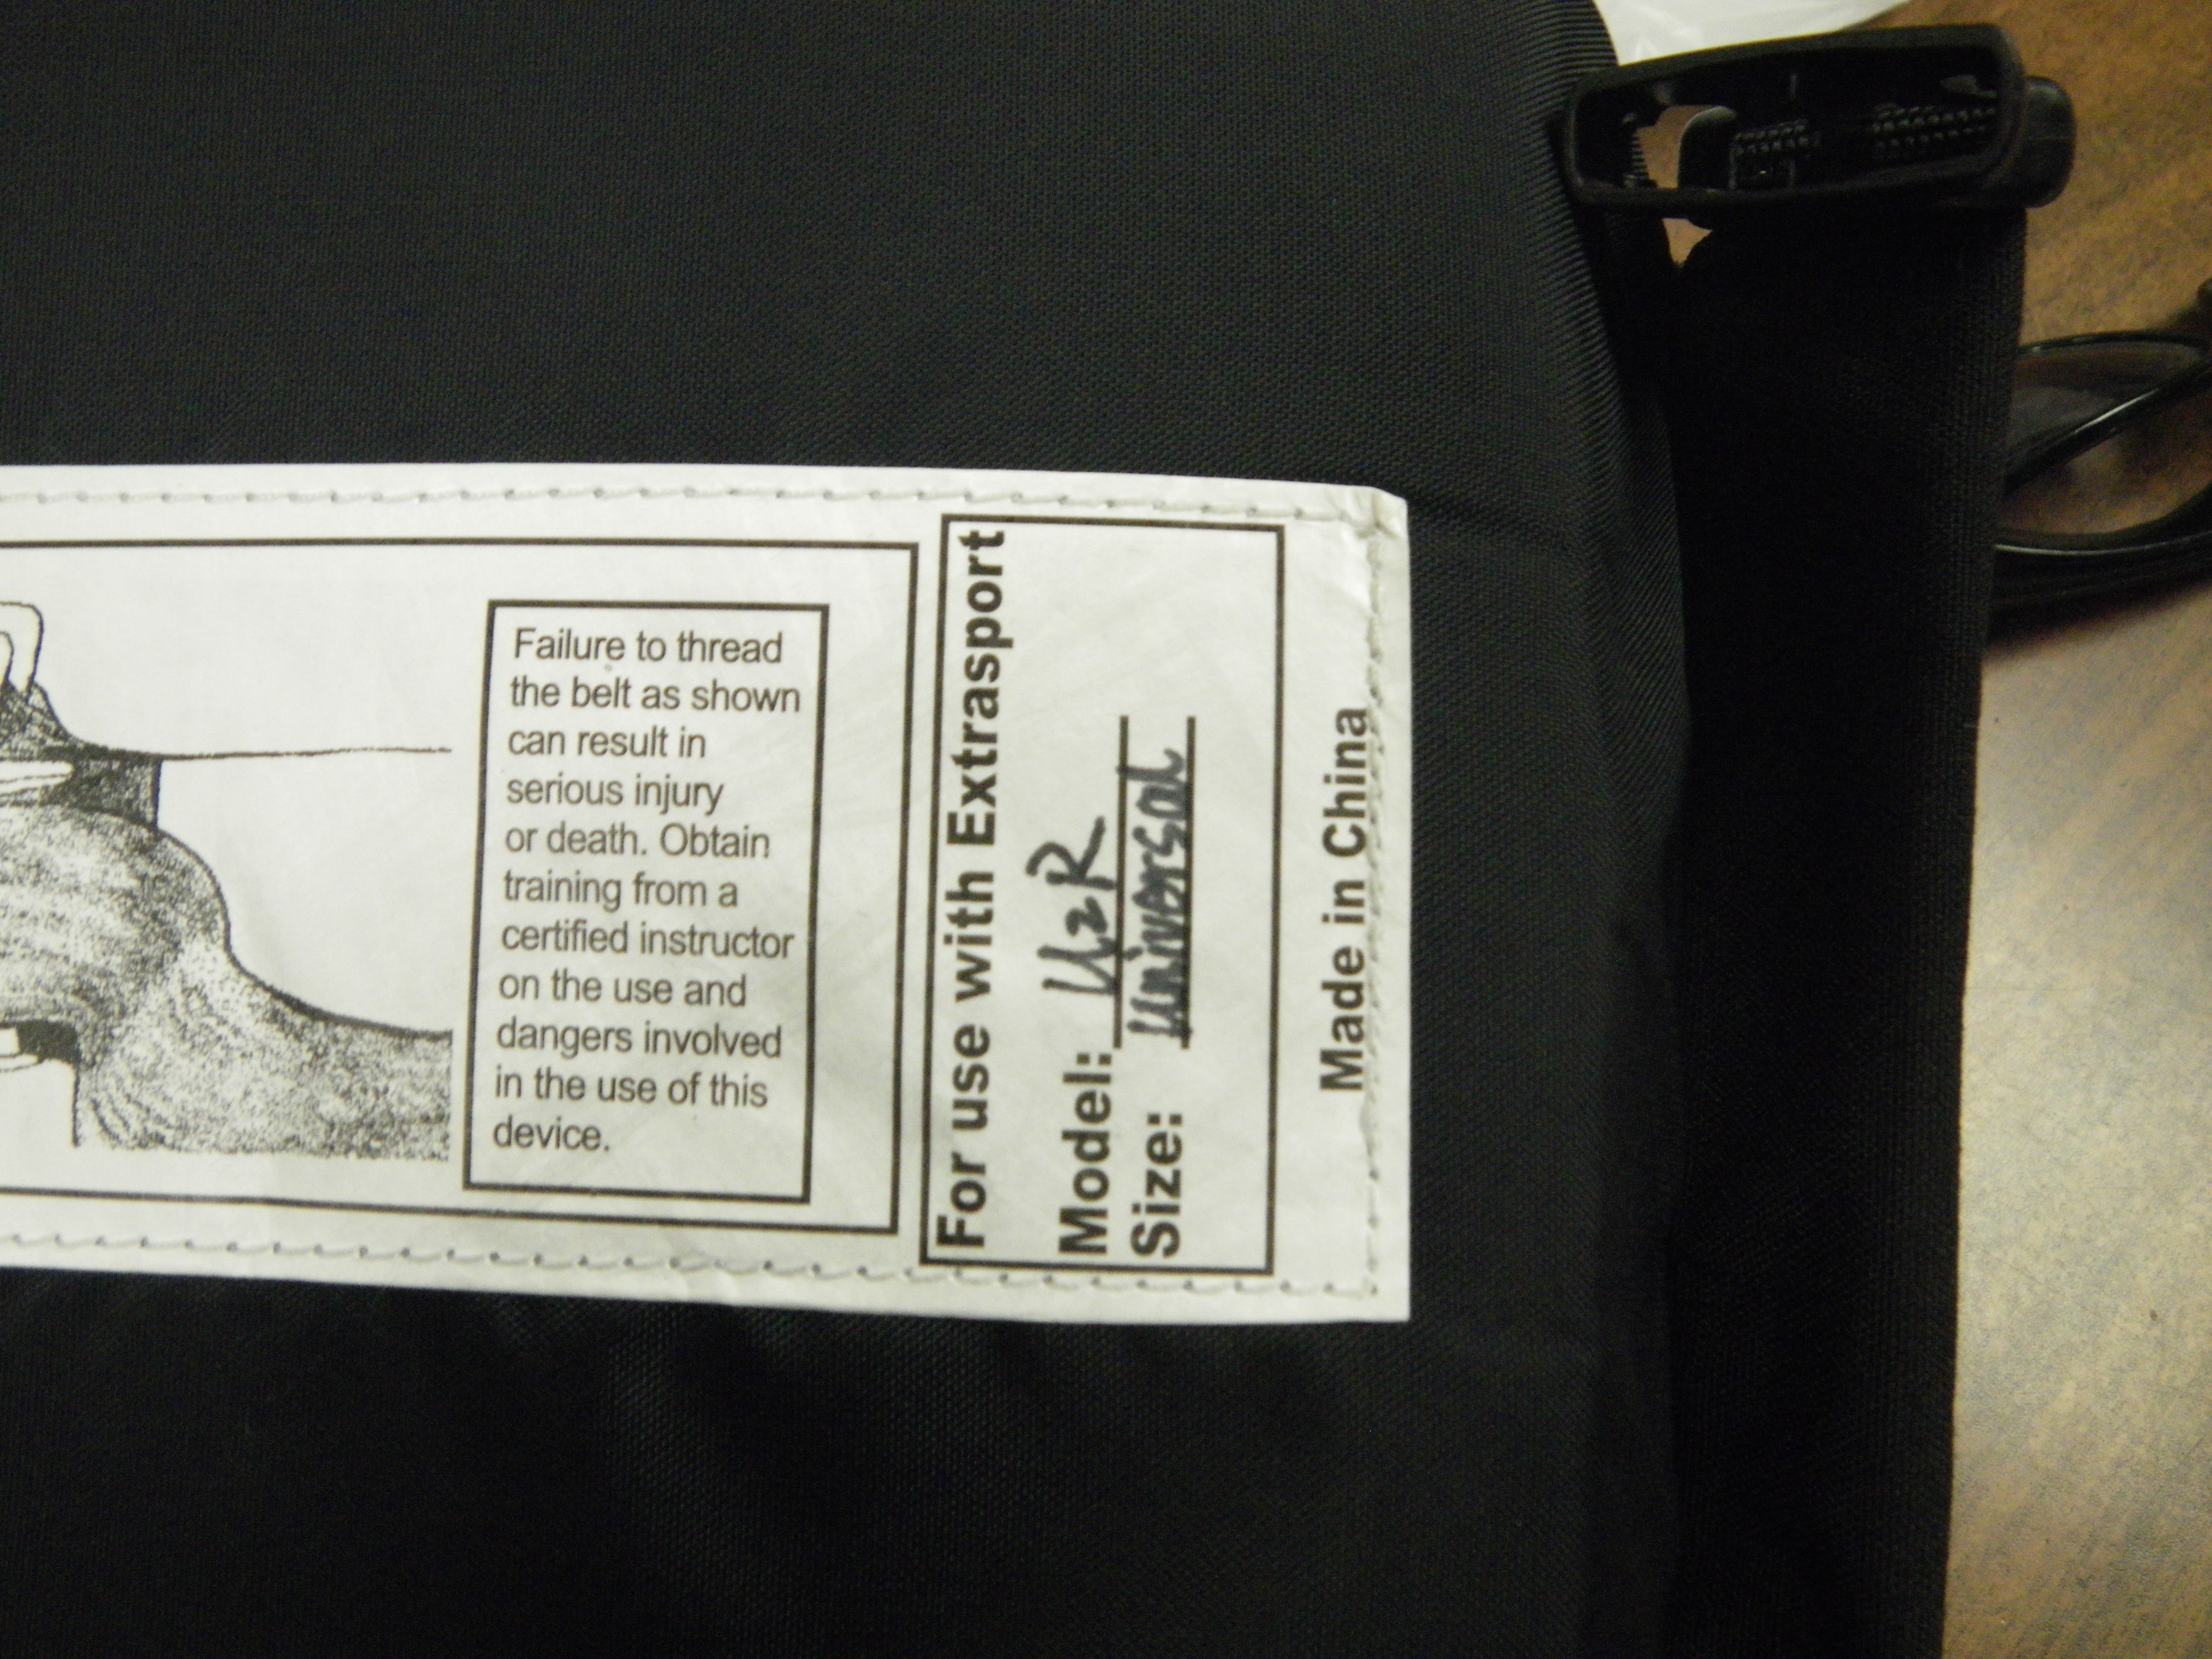 Failure to thread
the belt as shown
can result in
serious injury
or death. Obtain
training from a
certified instructor
on the use and
dangers involved
in the use of this
device.
For use with Extrasport
Model: U2R
Size: Universal
Made in China